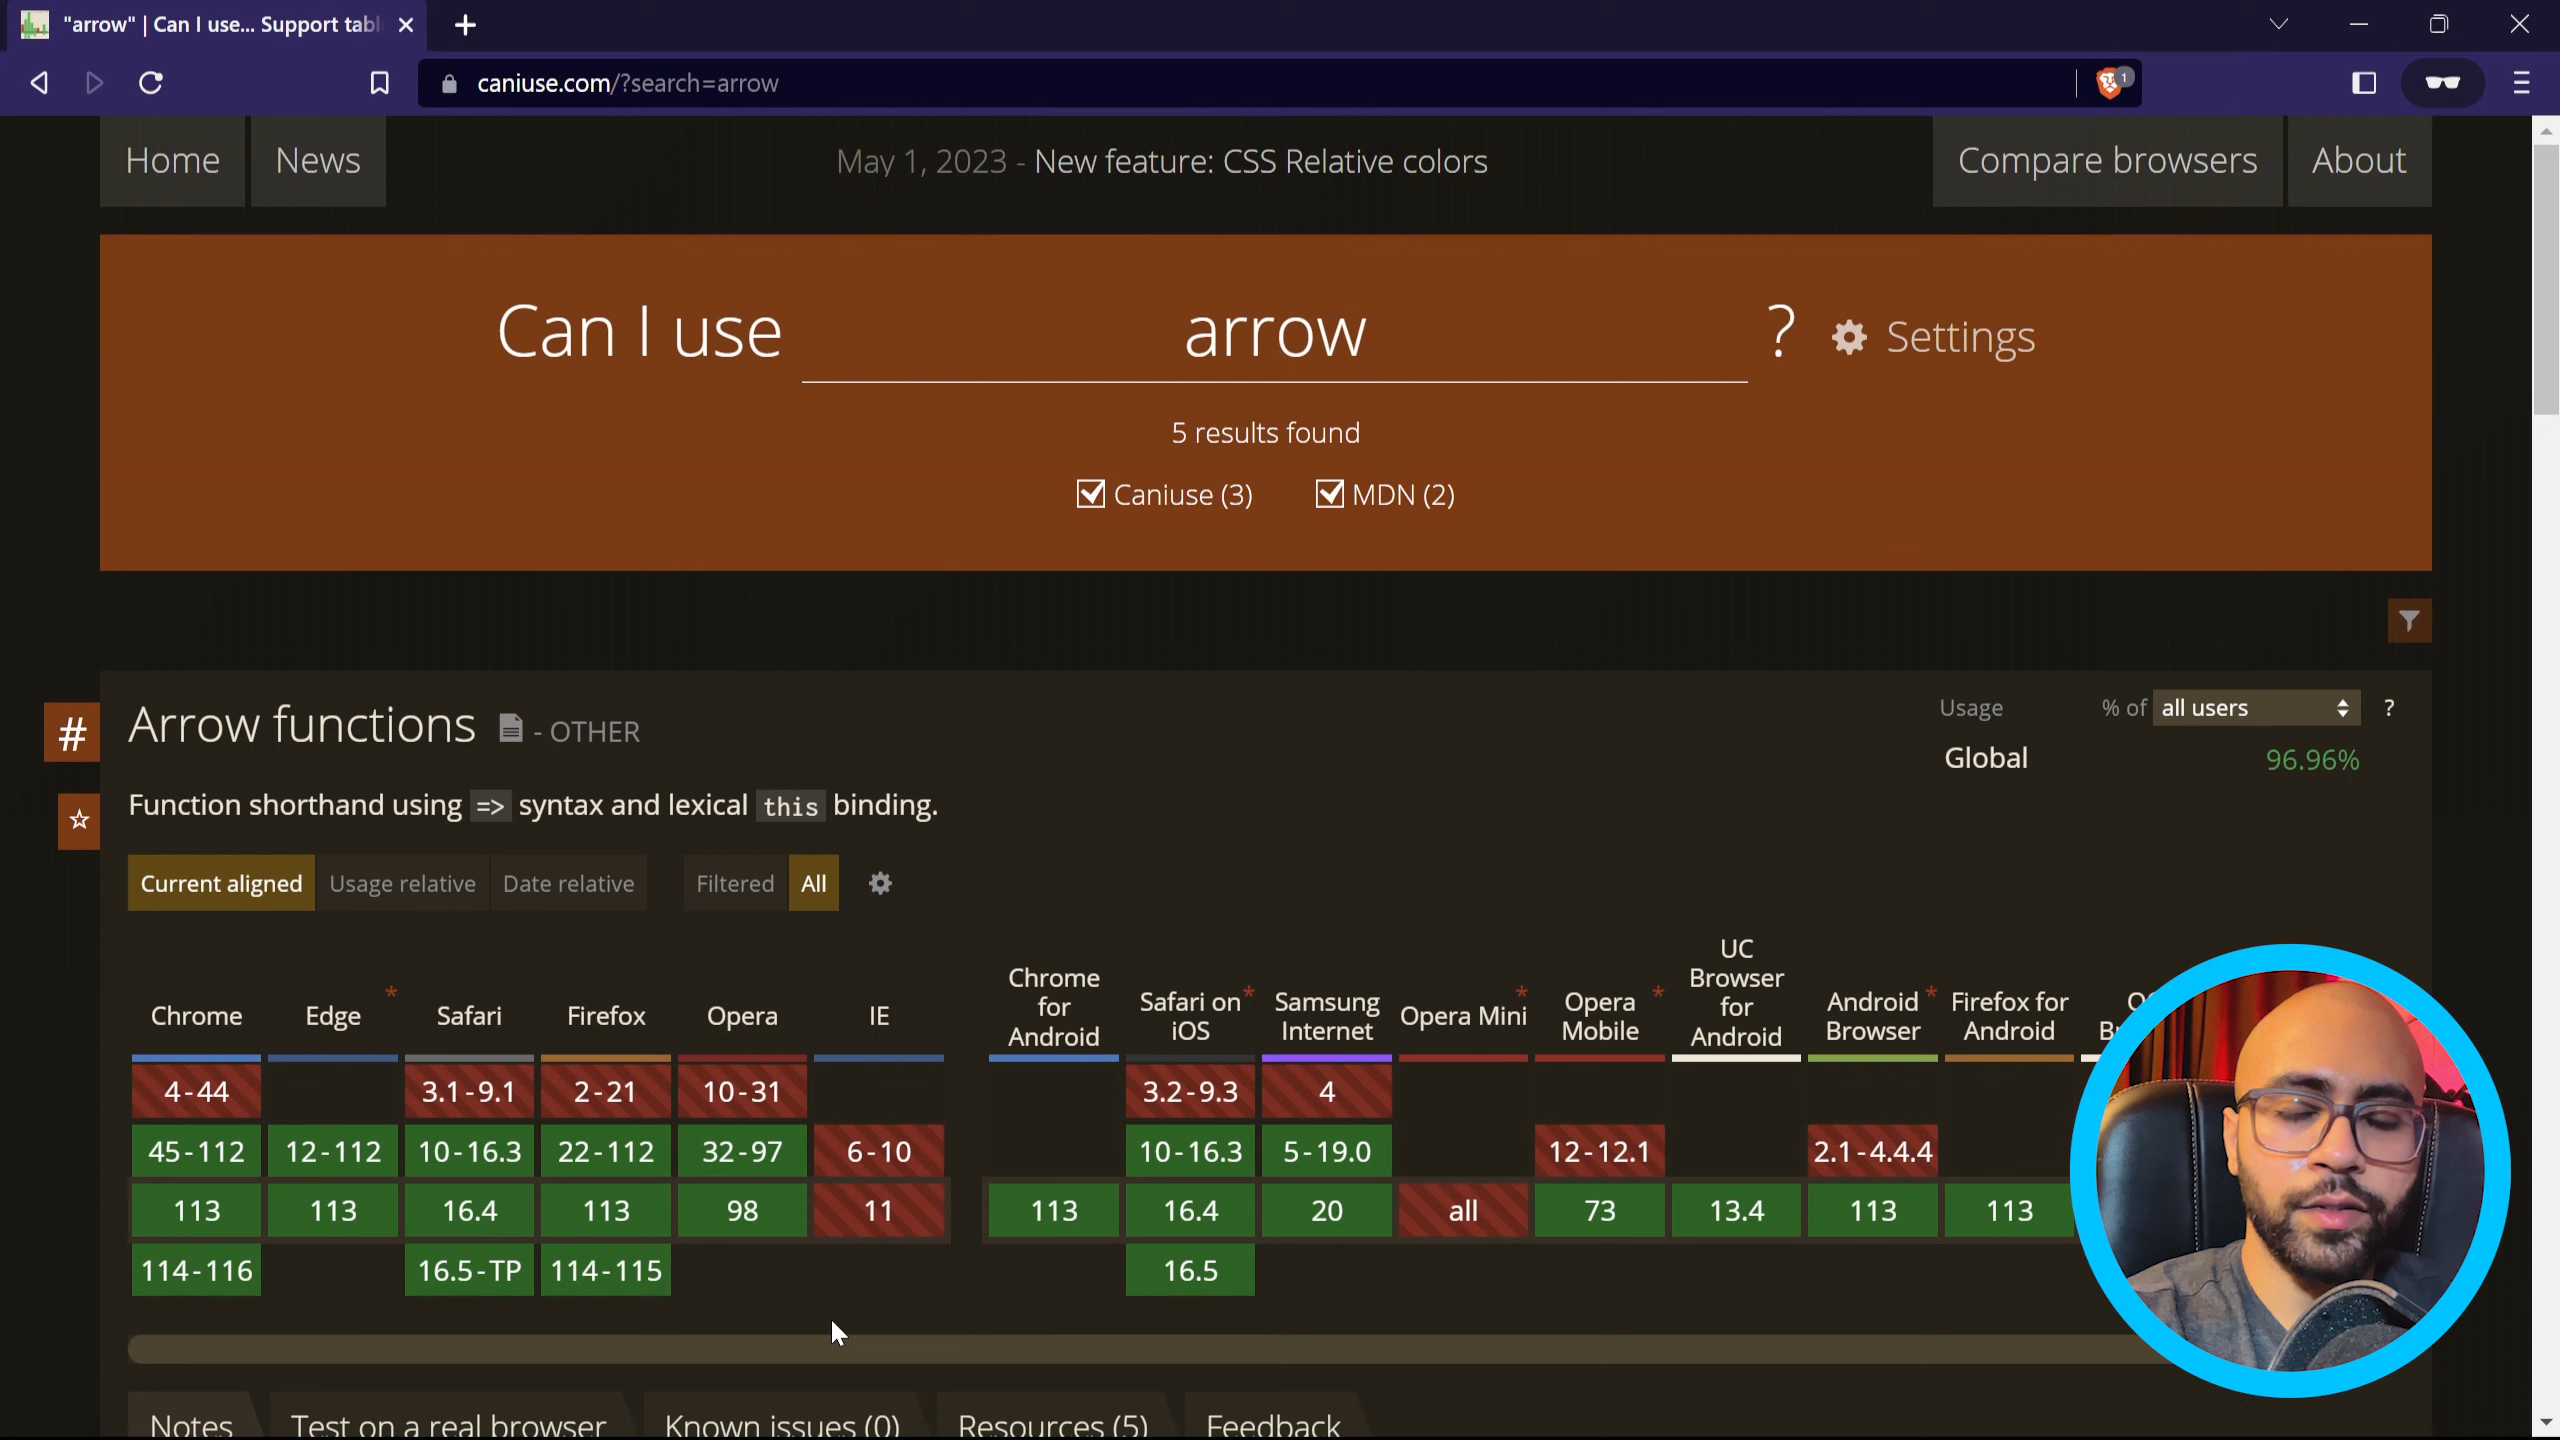 "arrow" | Can I use... Support tabl
caniuse.com/?search=arrow
1
Home
News
May 1, 2023 - New feature: CSS Relative colors
Compare browsers
About
Can I use arrow ? Settings
5 results found
Caniuse (3) MDN (2)
# Arrow functions - OTHER
Usage % of all users ?
Global 96.96%
Function shorthand using => syntax and lexical this binding.
Current aligned Usage relative Date relative Filtered All
Chrome Edge * Safari Firefox Opera IE Chrome for Android Safari on iOS * Samsung Internet Opera Mini * Opera Mobile * UC Browser for Android Android Browser * Firefox for Android
4-44 3.1-9.1 2-21 10-31 3.2-9.3 4
45-112 12-112 10-16.3 22-112 32-97 6-10 10-16.3 5-19.0 12-12.1 2.1-4.4.4
113 113 16.4 113 98 11 113 16.4 20 all 73 13.4 113 113
114-116 16.5-TP 114-115 16.5
Notes Test on a real browser Known issues (0) Resources (5) Feedback